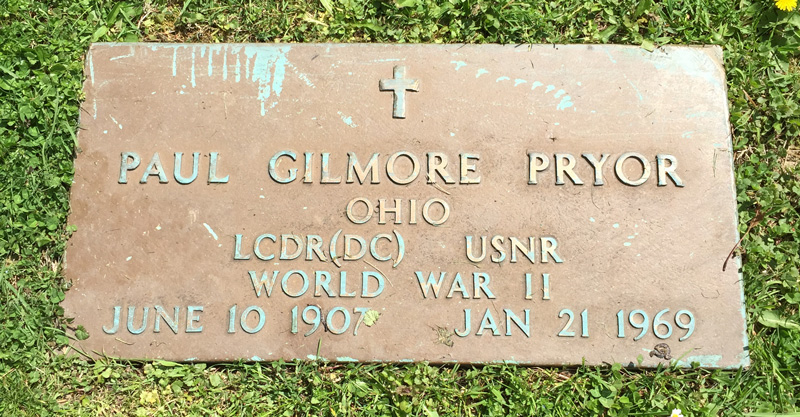 PAUL GILMORE PRYOR
OHIO
LCDR(DC) USNR
WORLD WAR II
JUNE 10 1907 JAN 21 1969